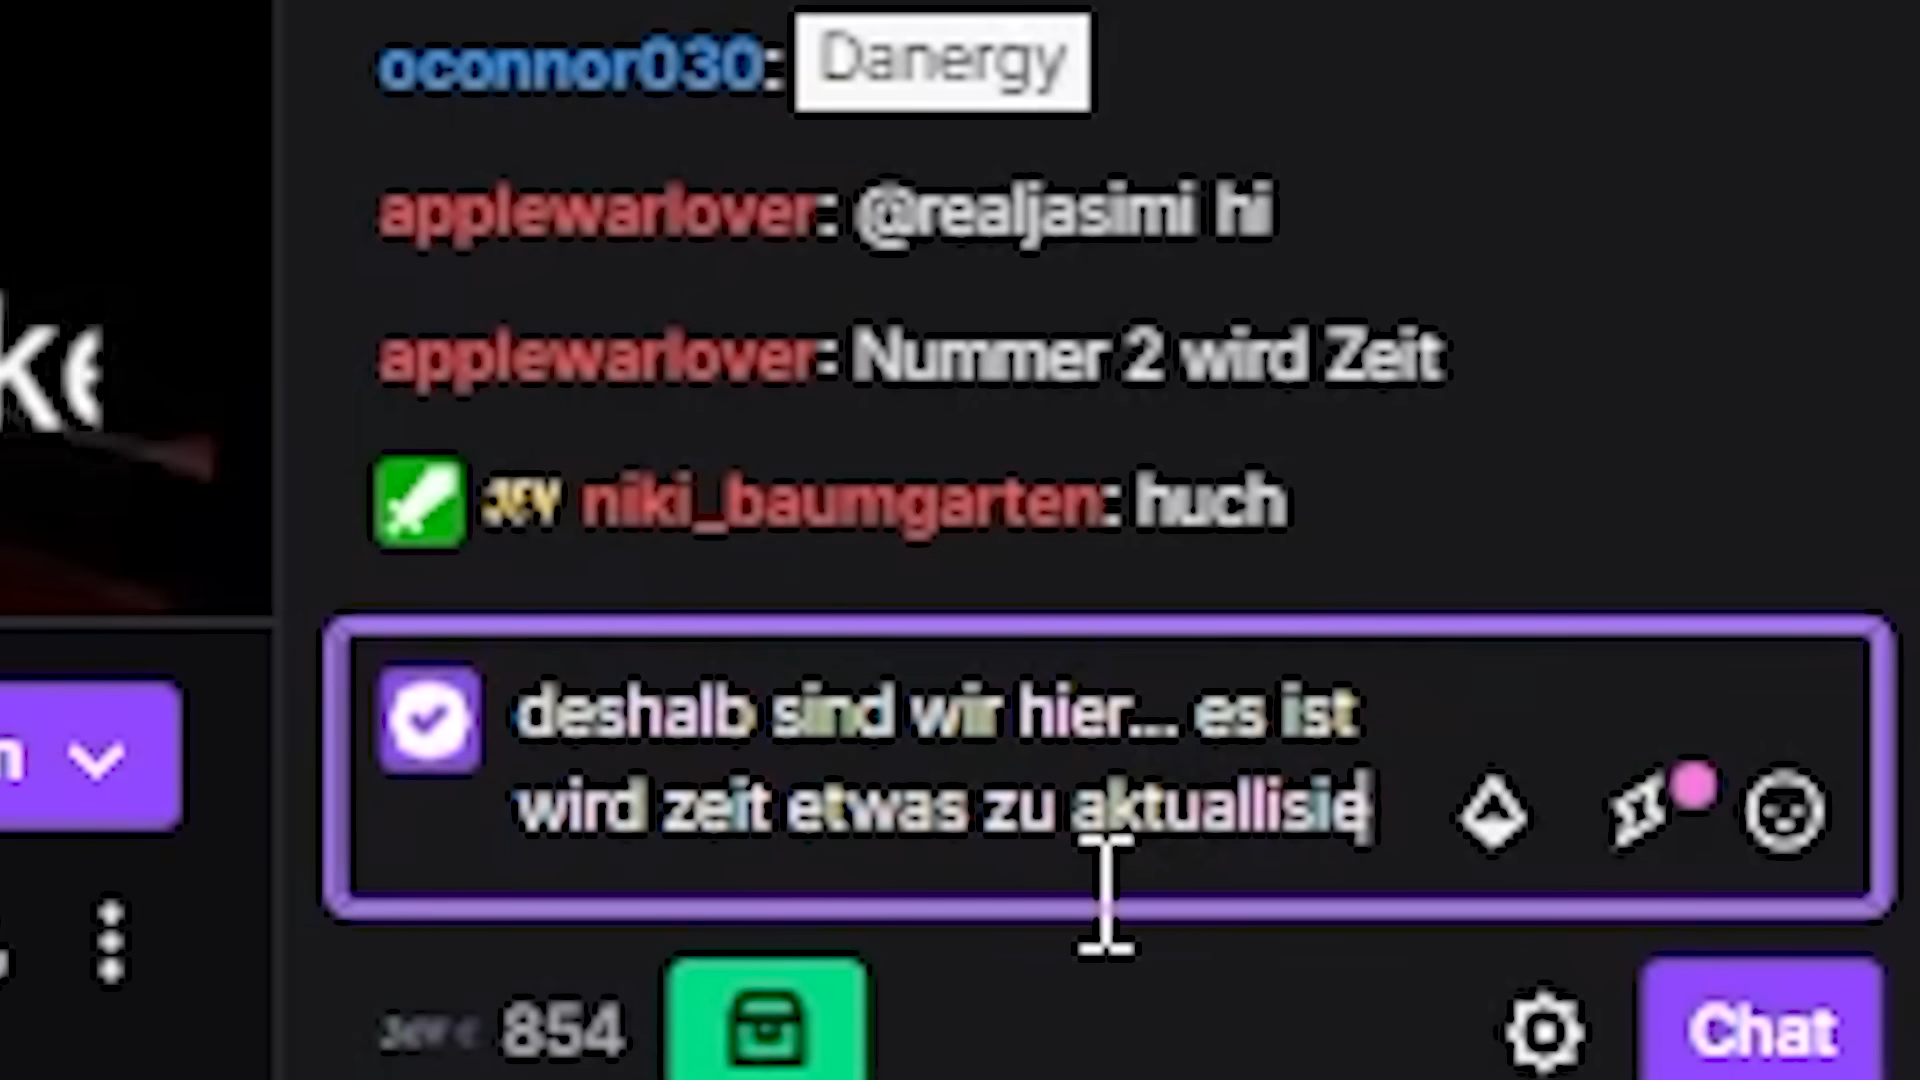 oconnor030: Danergy
applewarlover: @realjasimi hi
applewarlover: Nummer 2 wird Zeit
JEV niki_baumgarten: huch
deshalb sind wir hier... es ist
wird zeit etwas zu aktuallisie
854
Chat